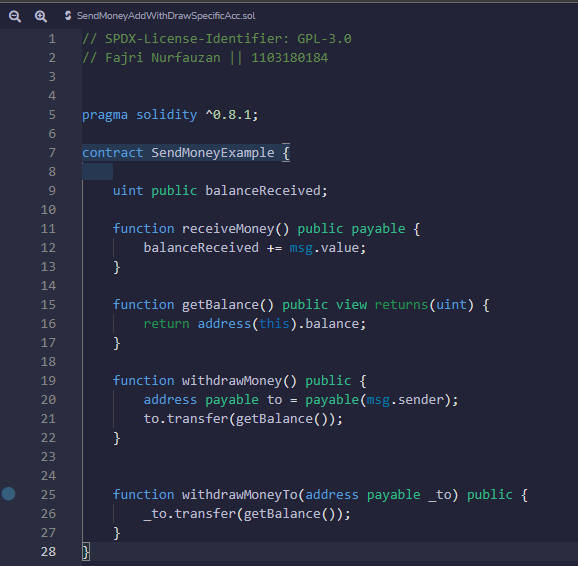 SendMoneyAddWithDrawSpecificAcc.sol
1 // SPDX-License-Identifier: GPL-3.0
2 // Fajri Nurfauzan || 1103180184
3
4
5 pragma solidity ^0.8.1;
6
7 contract SendMoneyExample {
8
9 uint public balanceReceived;
10
11 function receiveMoney() public payable {
12 balanceReceived += msg.value;
13 }
14
15 function getBalance() public view returns(uint) {
16 return address(this).balance;
17 }
18
19 function withdrawMoney() public {
20 address payable to = payable(msg.sender);
21 to.transfer(getBalance());
22 }
23
24
25 function withdrawMoneyTo(address payable _to) public {
26 _to.transfer(getBalance());
27 }
28 }